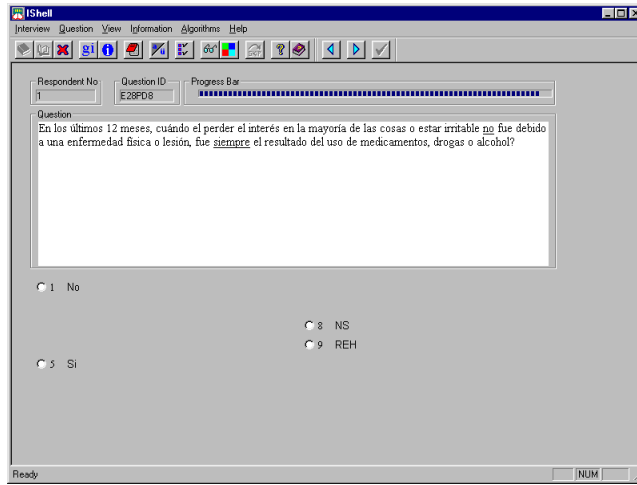 IShell
Interview Question View Information Algorithms Help
gi
Respondent No
Question ID
Progress Bar
1
E28PD8
Question
En los últimos 12 meses, cuándo el perder el interés en la mayoría de las cosas o estar irritable no fue debido
a una enfermedad física o lesión, fue siempre el resultado del uso de medicamentos, drogas o alcohol?
1 No
8 NS
9 REH
5 Si
Ready
NUM